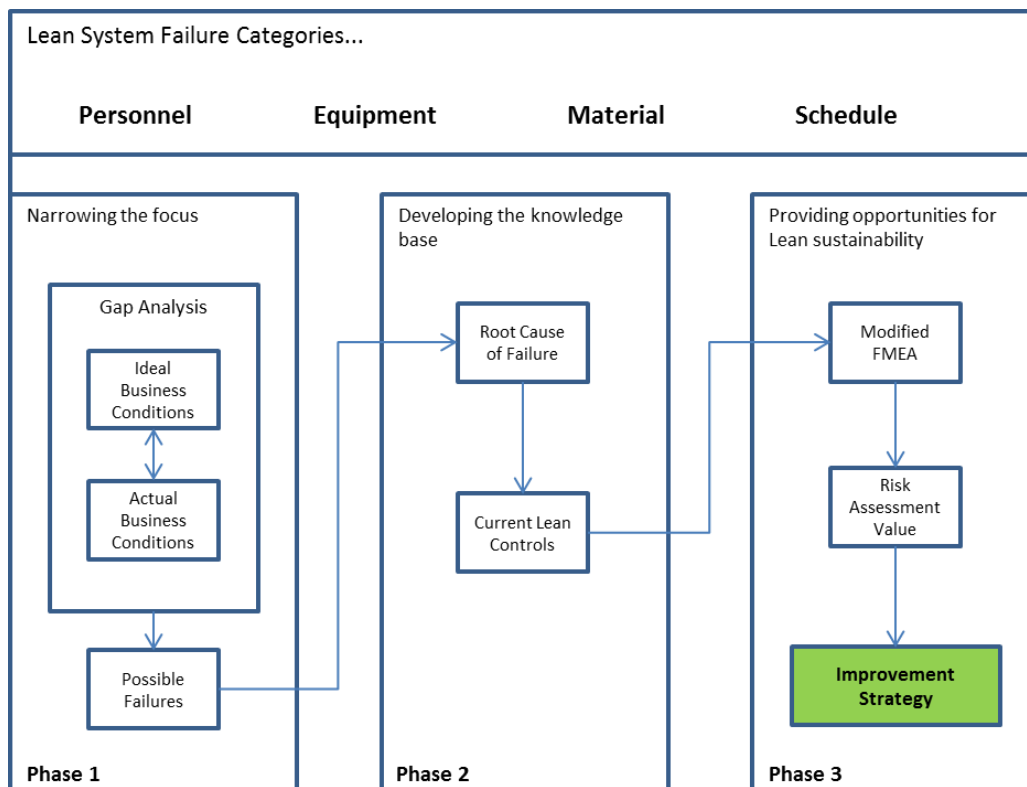 Lean System Failure Categories...
Personnel Equipment Material Schedule
Narrowing the focus
Gap Analysis
Ideal
Business
Conditions
Actual
Business
Conditions
Possible
Failures
Phase 1
Developing the knowledge
base
Root Cause
of Failure
Current Lean
Controls
Phase 2
Providing opportunities for
Lean sustainability
Modified
FMEA
Risk
Assessment
Value
Improvement
Strategy
Phase 3